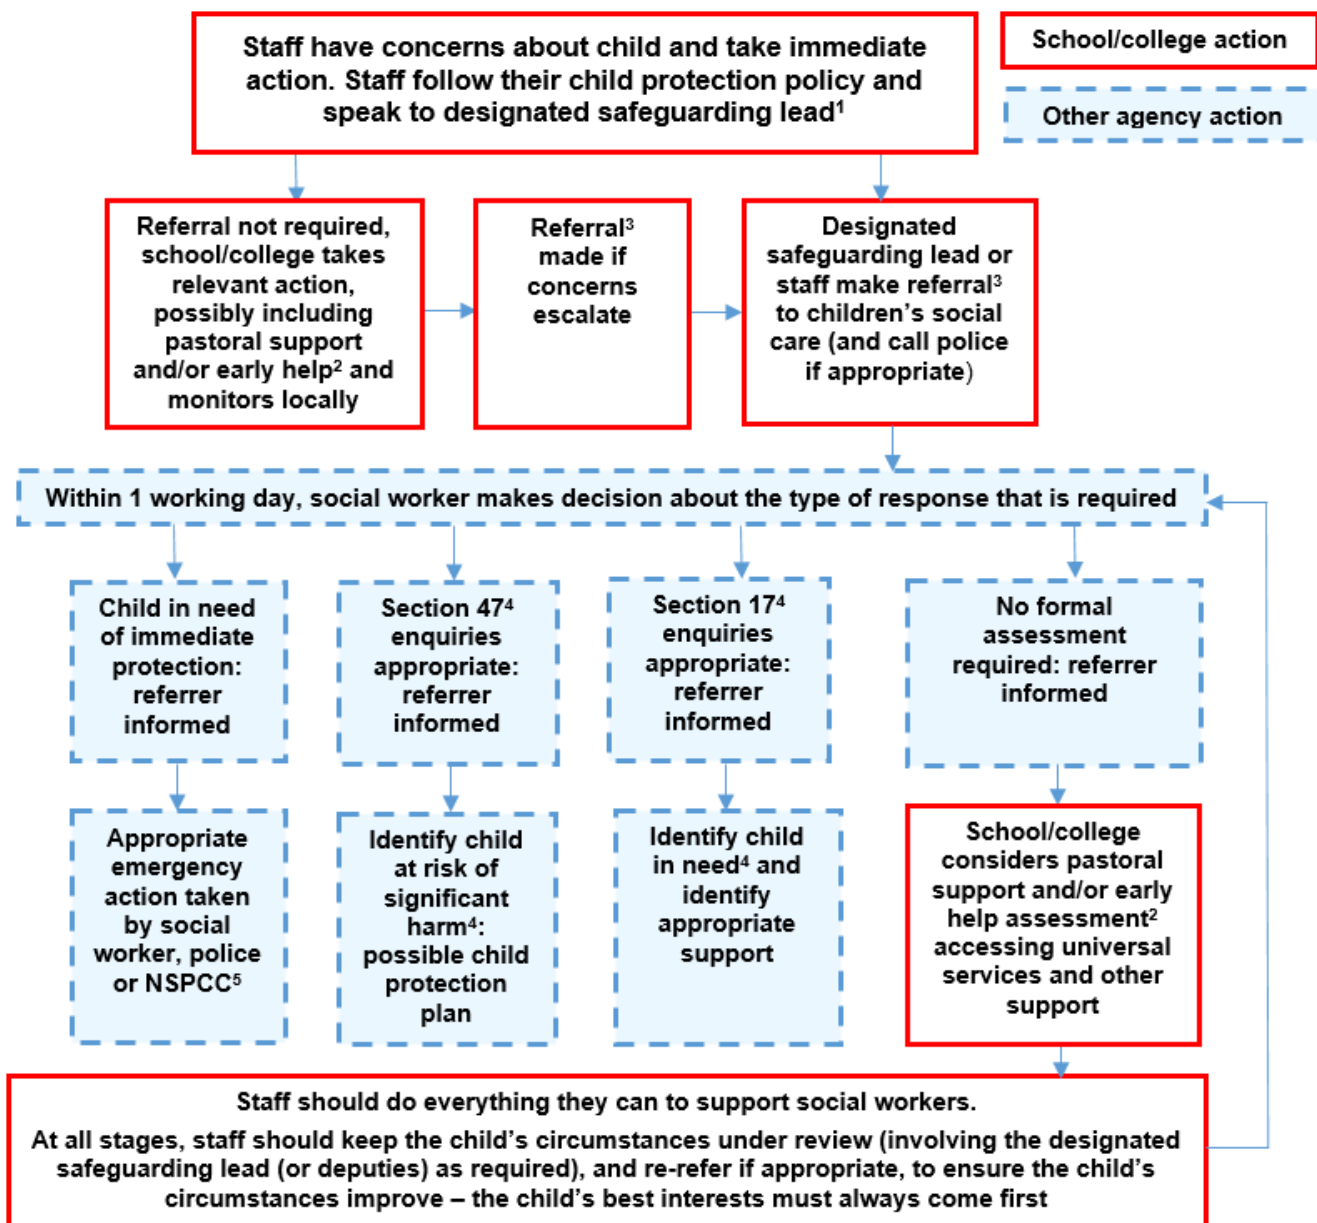 Staff have concerns about child and take immediate
action. Staff follow their child protection policy and
speak to designated safeguarding lead¹
School/college action
Other agency action
Referral not required,
school/college takes
relevant action,
possibly including
pastoral support
and/or early help² and
monitors locally
Referral³
made if
concerns
escalate
Designated
safeguarding lead or
staff make referral³
to children’s social
care (and call police
if appropriate)
Within 1 working day, social worker makes decision about the type of response that is required
Child in need
of immediate
protection:
referrer
informed
Section 47⁴
enquiries
appropriate:
referrer
informed
Section 17⁴
enquiries
appropriate:
referrer
informed
No formal
assessment
required: referrer
informed
Appropriate
emergency
action taken
by social
worker, police
or NSPCC⁵
Identify child
at risk of
significant
harm⁴:
possible child
protection
plan
Identify child
in need⁴ and
identify
appropriate
support
School/college
considers pastoral
support and/or early
help assessment²
accessing universal
services and other
support
Staff should do everything they can to support social workers.
At all stages, staff should keep the child’s circumstances under review (involving the designated
safeguarding lead (or deputies) as required), and re-refer if appropriate, to ensure the child’s
circumstances improve – the child’s best interests must always come first